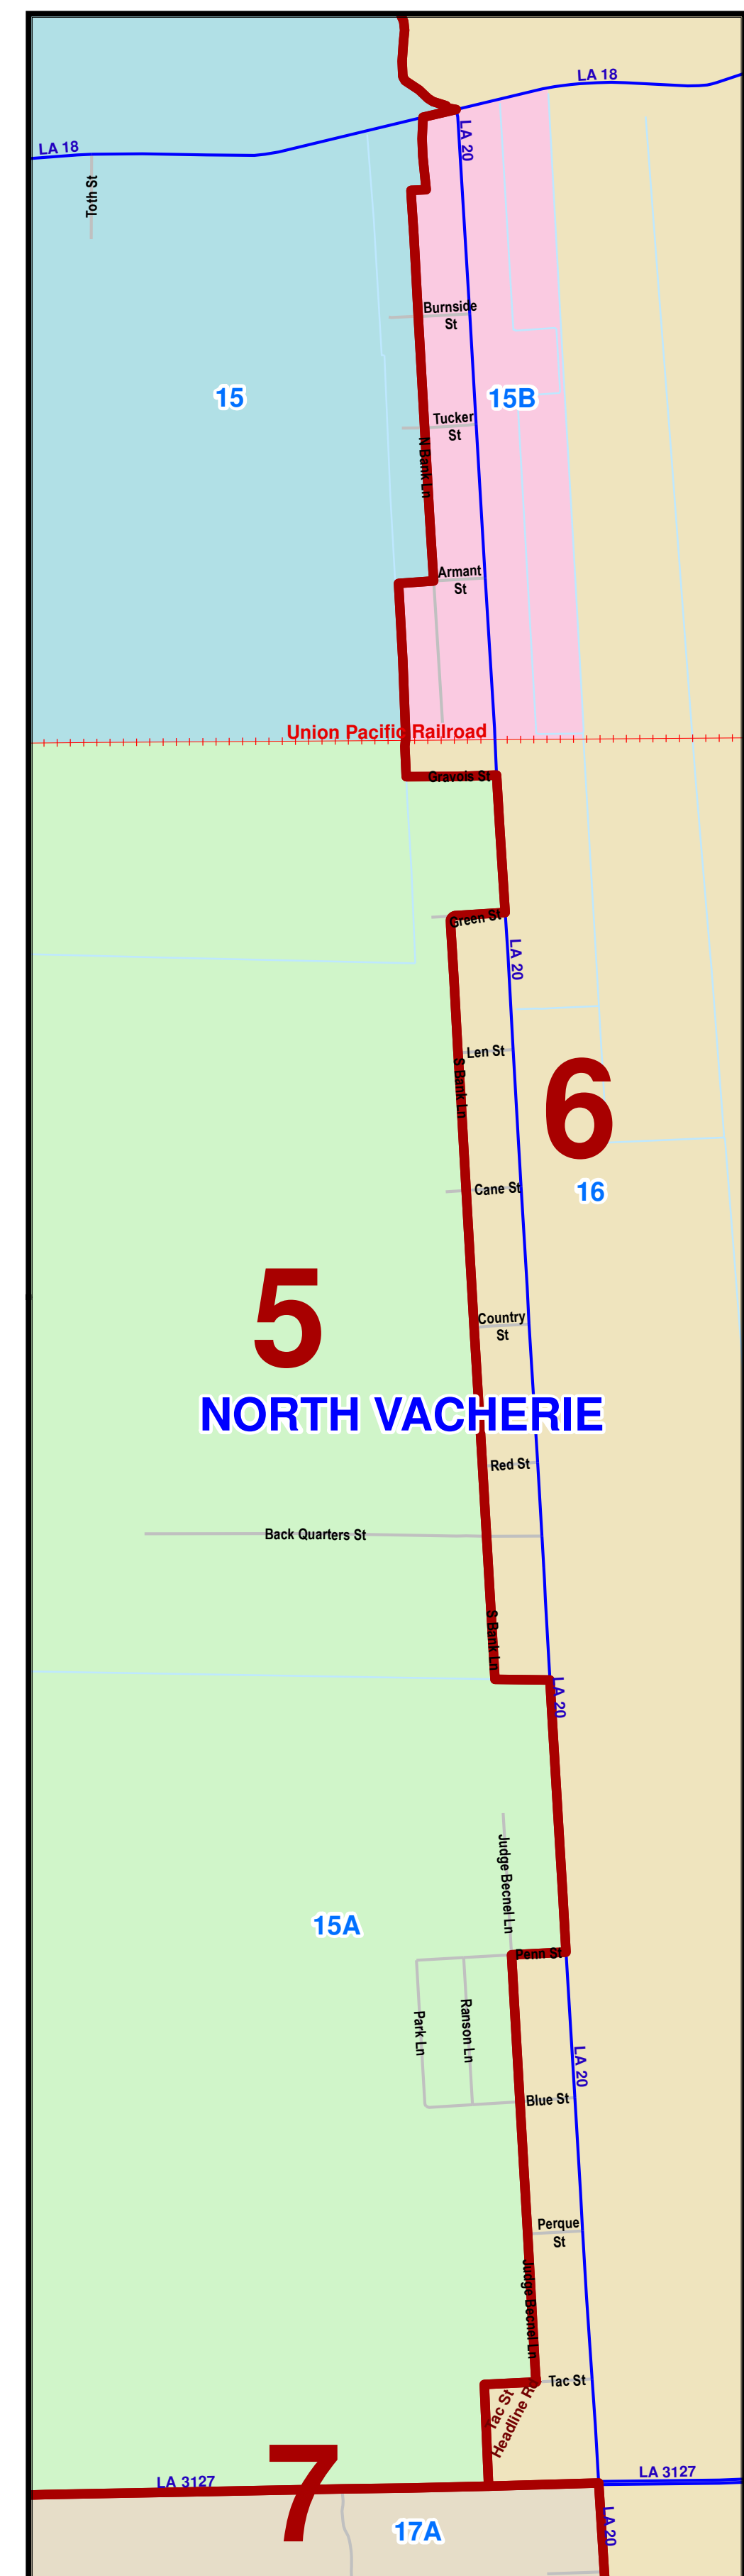 LA 18
LA 18
LA 20
Toth St
Burnside
St
15
15B
Tucker
St
N Bank Ln
Armant
St
Union Pacific Railroad
Gravois St
Green St
LA 20
Len St
S Bank Ln
6
Cane St
16
5
Country
St
NORTH VACHERIE
Red St
Back Quarters St
S Bank Ln
LA 20
Judge Becnel Ln
15A
Penn St
Park Ln
Ranson Ln
LA 20
Blue St
Perque
St
Judge Becnel Ln
Tac St
Tac St
Headline Rd
7
LA 3127
LA 3127
17A
LA 20